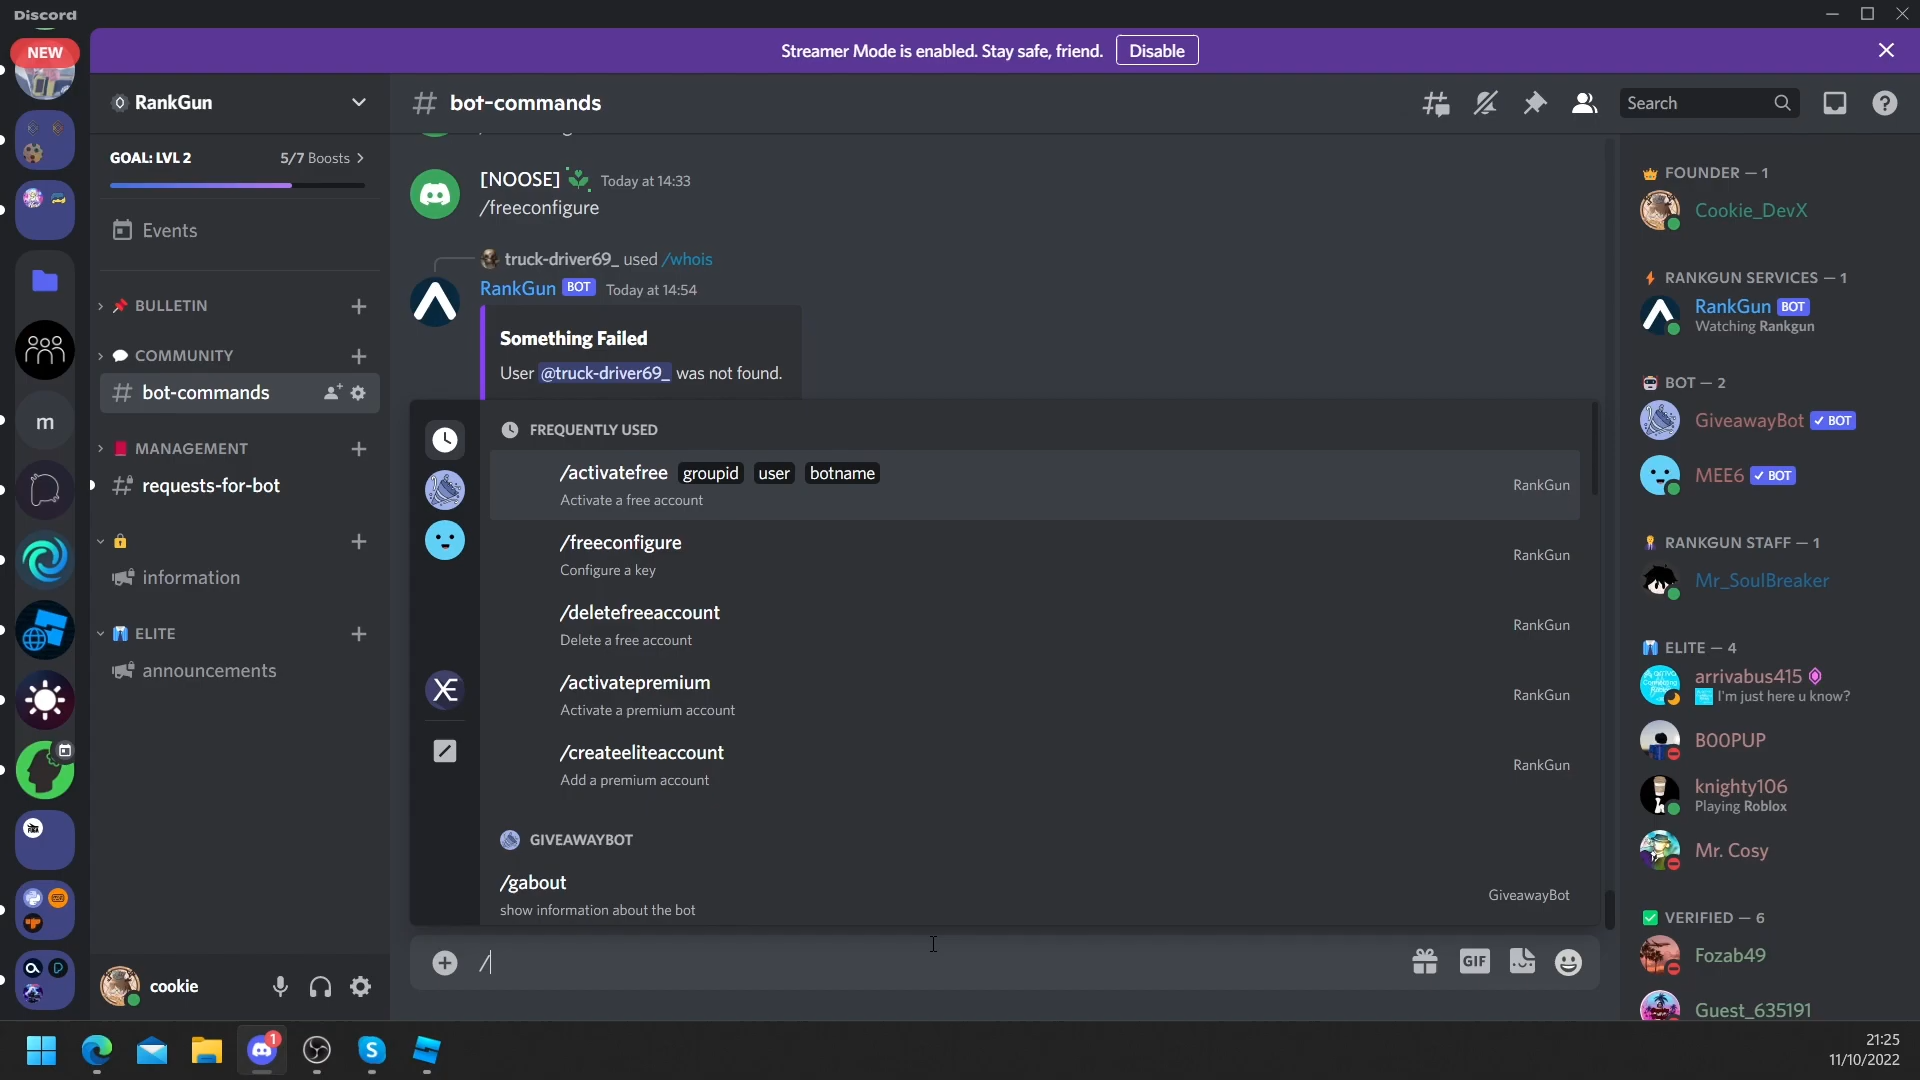 Discord
NEW
Streamer Mode is enabled. Stay safe, friend. Disable
RankGun
bot-commands
Search
GOAL: LVL 2 5/7 Boosts
Events
BULLETIN
COMMUNITY
bot-commands
MANAGEMENT
requests-for-bot
information
ELITE
announcements
m
cookie
[NOOSE] Today at 14:33
/freeconfigure
truck-driver69_ used /whois
RankGun BOT Today at 14:54
Something Failed
User @truck-driver69_ was not found.
FREQUENTLY USED
/activatefree groupid user botname
Activate a free account
RankGun
/freeconfigure
Configure a key
RankGun
/deletefreeaccount
Delete a free account
RankGun
/activatepremium
Activate a premium account
RankGun
/createeliteaccount
Add a premium account
RankGun
GIVEAWAYBOT
/gabout
show information about the bot
GiveawayBot
/
GIF
FOUNDER — 1
Cookie_DevX
RANKGUN SERVICES — 1
RankGun BOT
Watching Rankgun
BOT — 2
GiveawayBot BOT
MEE6 BOT
RANKGUN STAFF — 1
Mr_SoulBreaker
ELITE — 4
arrivabus415
I'm just here u know?
B00PUP
knighty106
Playing Roblox
Mr. Cosy
VERIFIED — 6
Fozab49
Guest_635191
1
S
21:25
11/10/2022